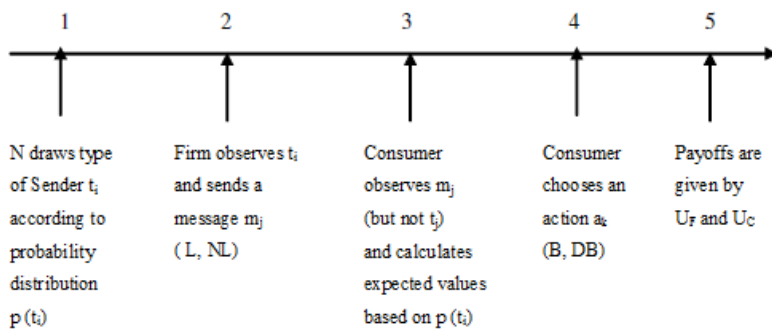 1
2
3
4
5
N draws type
of Sender tᵢ
according to
probability
distribution
p (tᵢ)
Firm observes tᵢ
and sends a
message mⱼ
( L, NL)
Consumer
observes mⱼ
(but not tⱼ)
and calculates
expected values
based on p (tᵢ)
Consumer
chooses an
action aₖ
(B, DB)
Payoffs are
given by
U_F and U_C